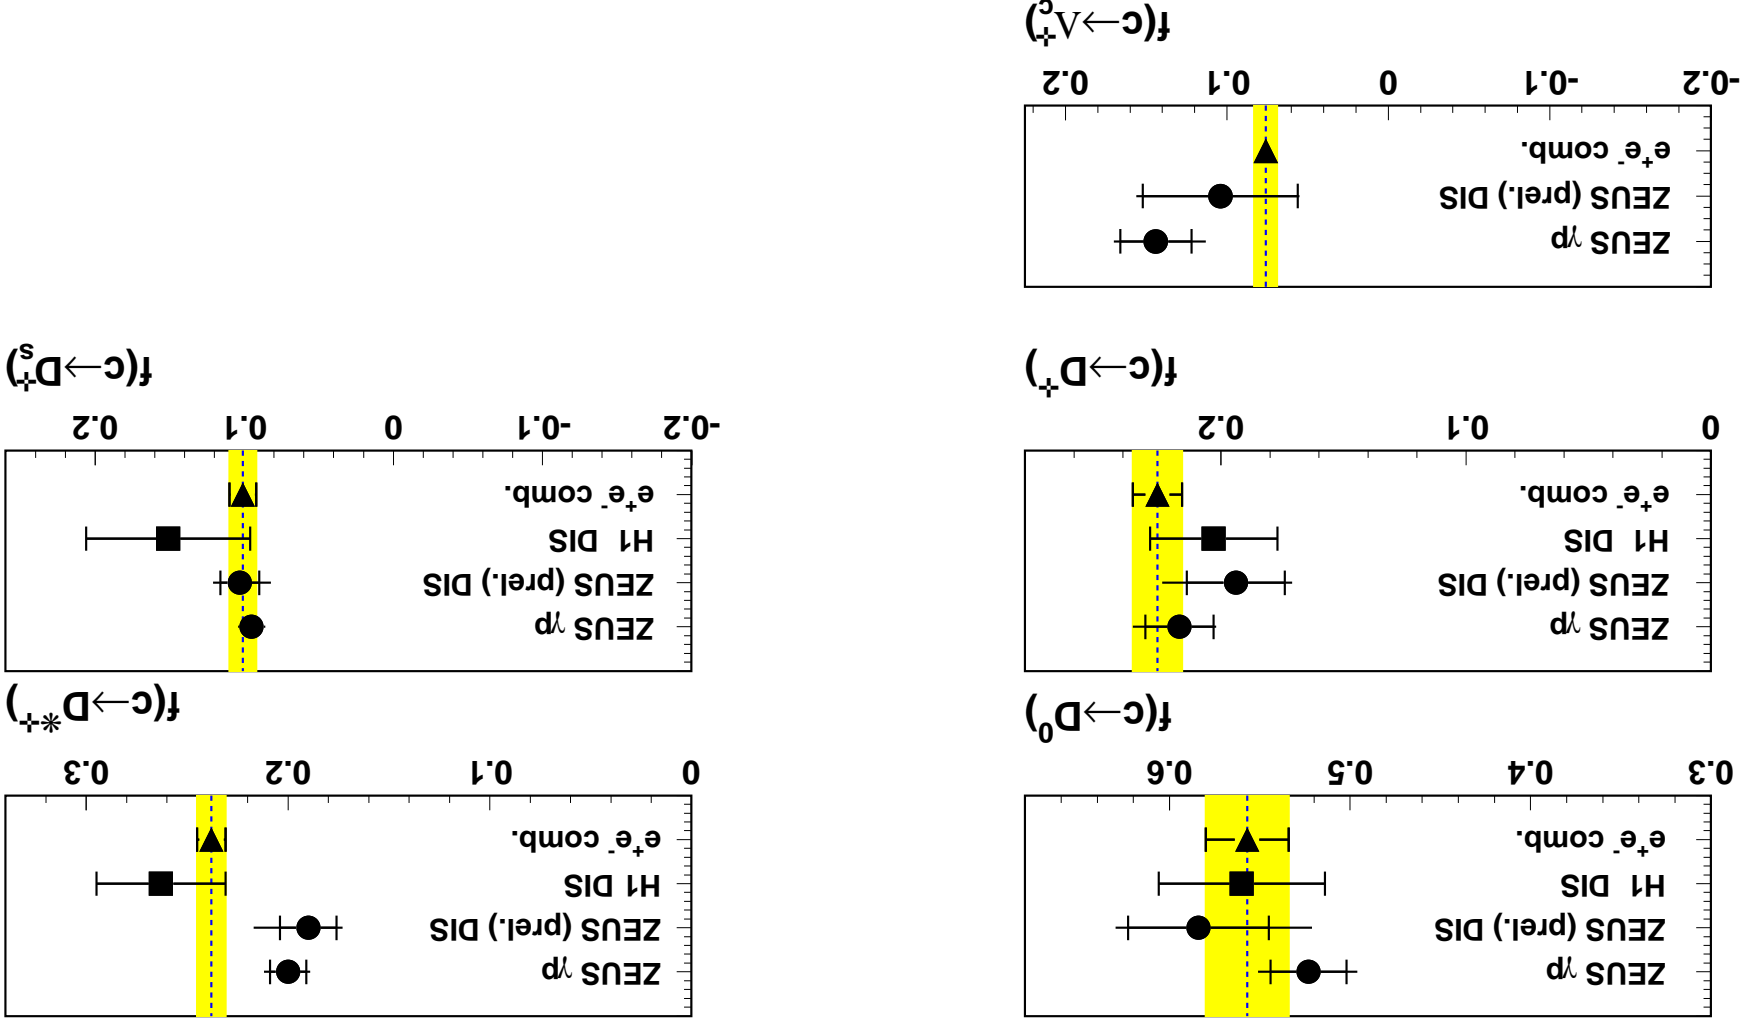 ZEUS γp
ZEUS (prel.) DIS
H1 DIS
e⁺e⁻ comb.
0.3 0.4 0.5 0.6
f(c→D⁰)
ZEUS γp
ZEUS (prel.) DIS
H1 DIS
e⁺e⁻ comb.
0 0.1 0.2 0.3
f(c→D*⁺)
ZEUS γp
ZEUS (prel.) DIS
H1 DIS
e⁺e⁻ comb.
0 0.1 0.2
f(c→D⁺)
ZEUS γp
ZEUS (prel.) DIS
H1 DIS
e⁺e⁻ comb.
-0.2 -0.1 0 0.1 0.2
f(c→Dₛ⁺)
ZEUS γp
ZEUS (prel.) DIS
e⁺e⁻ comb.
-0.2 -0.1 0 0.1 0.2
f(c→Λc⁺)